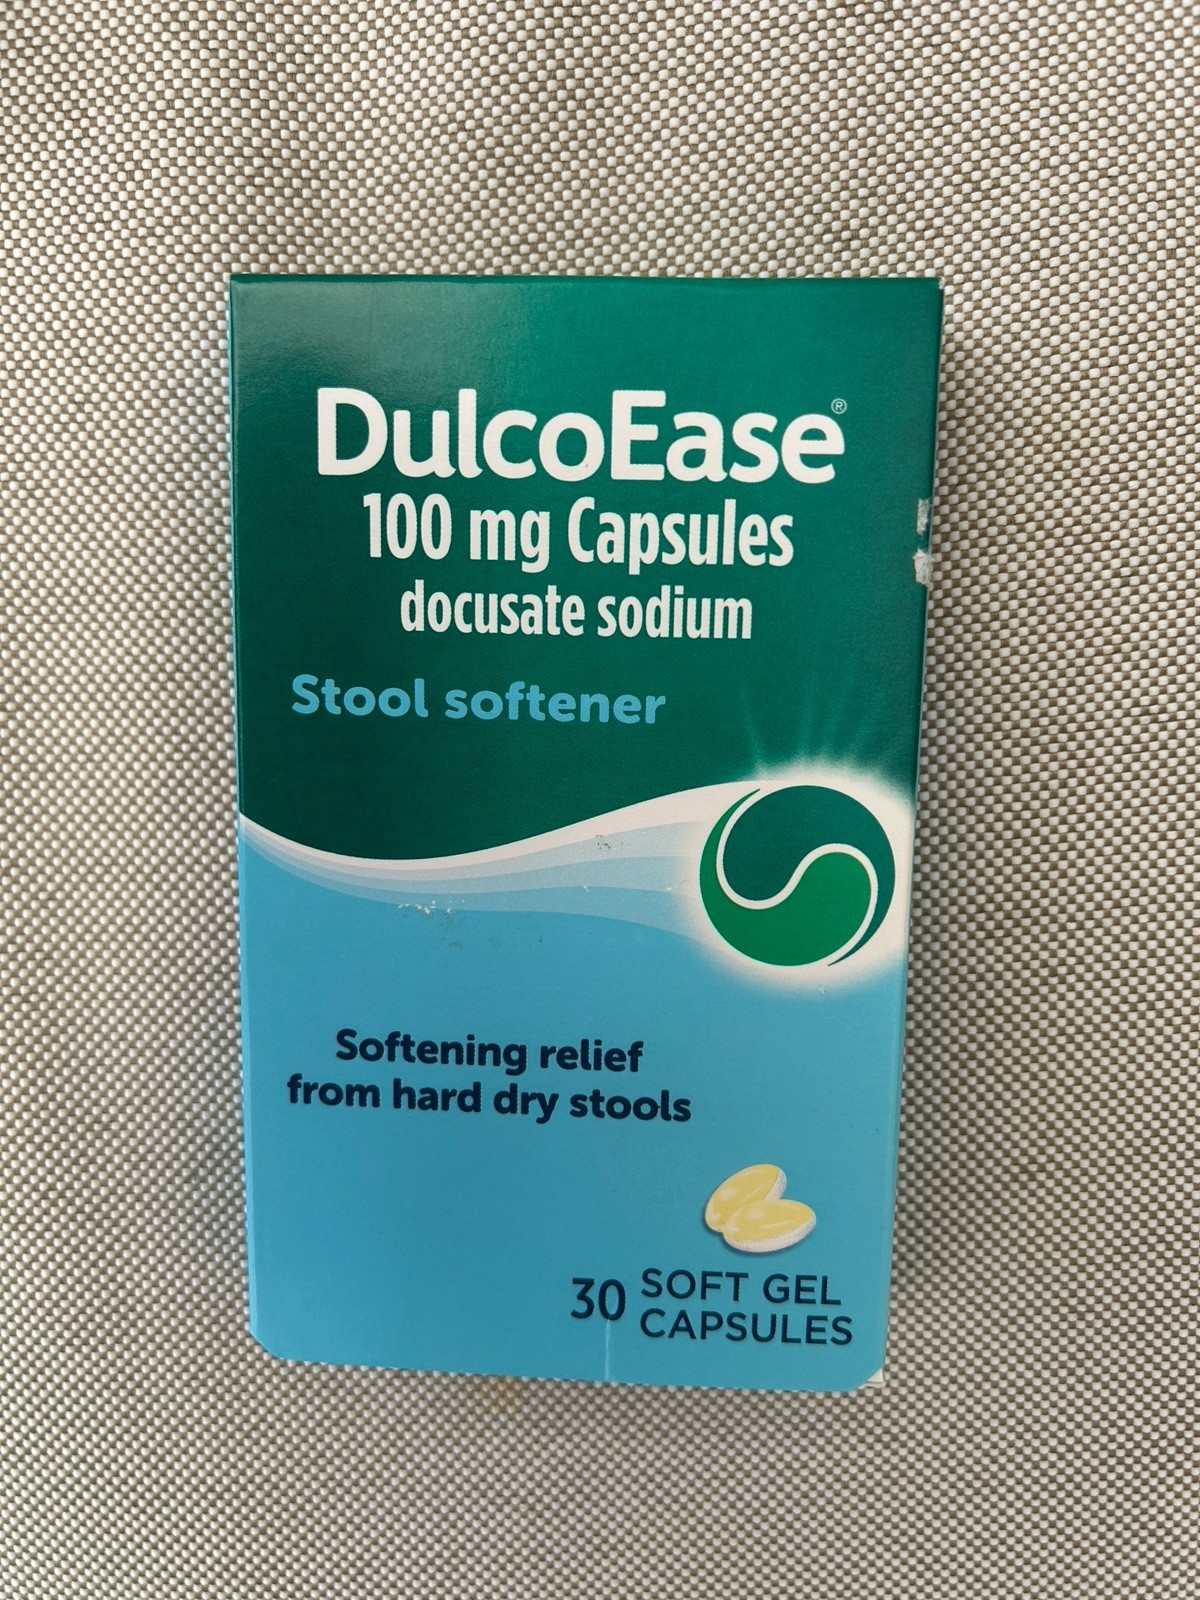 DulcoEase®
100 mg Capsules
docusate sodium
Stool softener
Softening relief
from hard dry stools
30 SOFT GEL
CAPSULES